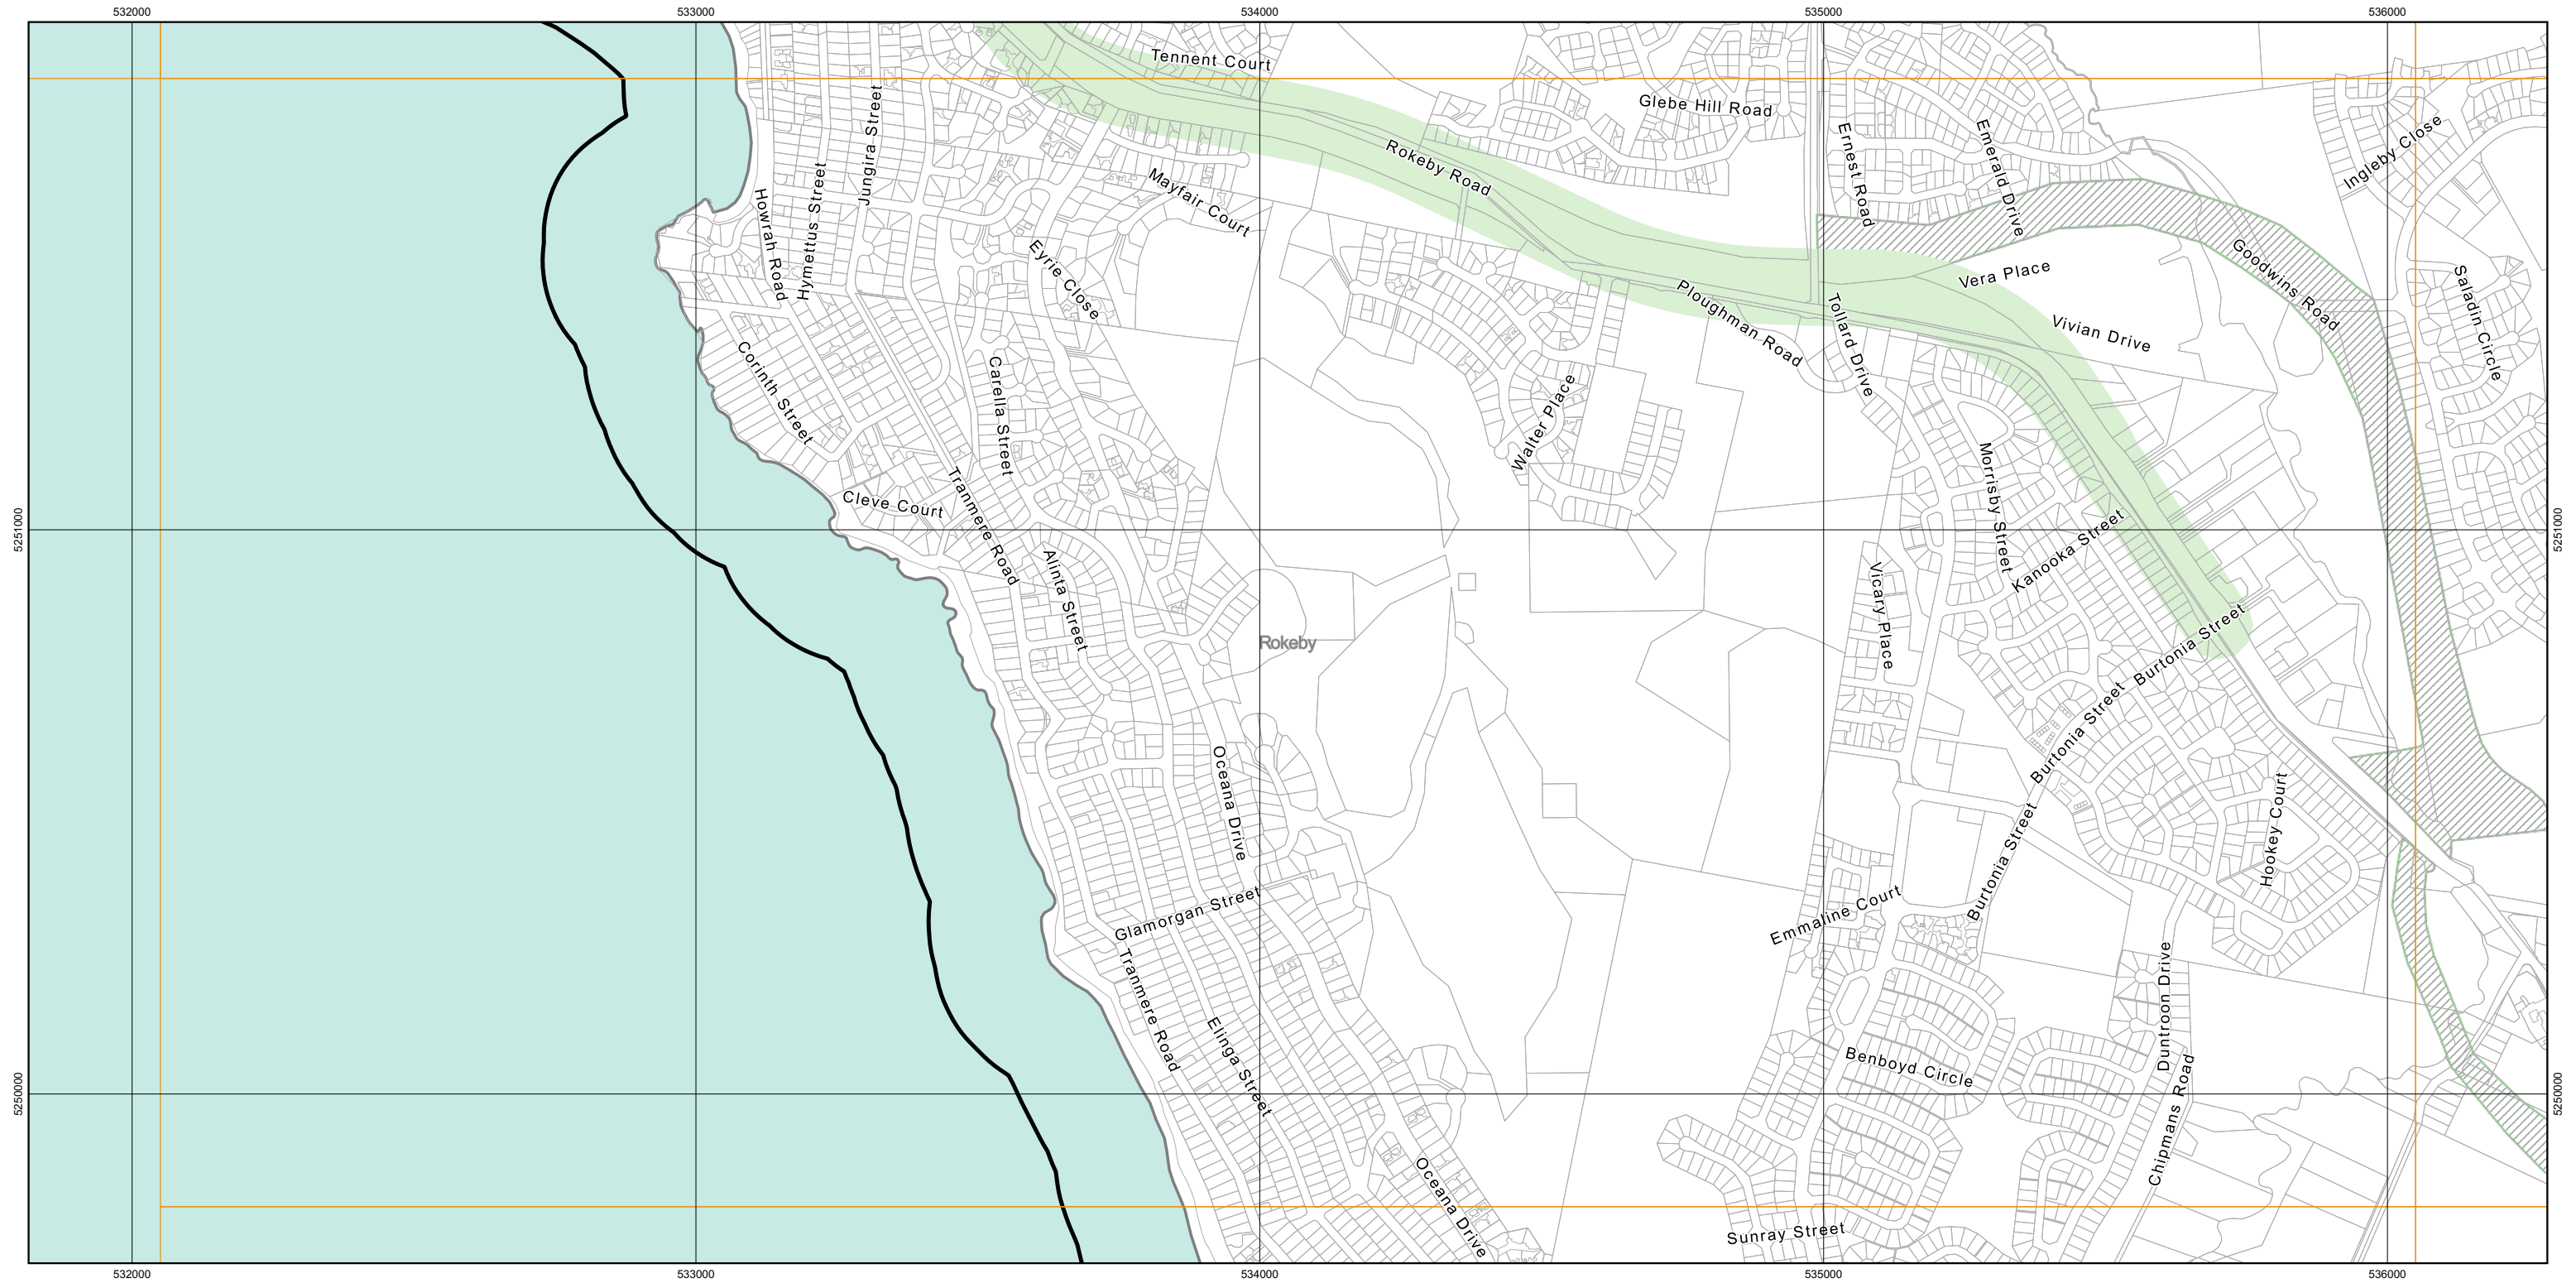 532000
533000
534000
535000
536000
Tennent Court
Glebe Hill Road
Jungira Street
Rokeby Road
Ernest Road
Emerald Drive
Ingleby Close
Mayfair Court
Howrah Road
Hymettus Street
Eyrie Close
Vera Place
Goodwins Road
Saladin Circle
Ploughman Road
Tollard Drive
Vivian Drive
Corinth Street
Carella Street
Walter Place
Cleve Court
Tranmere Road
Morrisby Street
Kanooka Street
5251000
5251000
Alinta Street
Vicary Place
Rokeby
Burtonia Street
Burtonia Street
Oceana Drive
Hookey Court
Burtonia Street
Glamorgan Street
Emmaline Court
Tranmere Road
Duntroon Drive
Elinga Street
Benboyd Circle
Chipmans Road
5250000
5250000
Oceana Drive
Sunray Street
532000
533000
534000
535000
536000